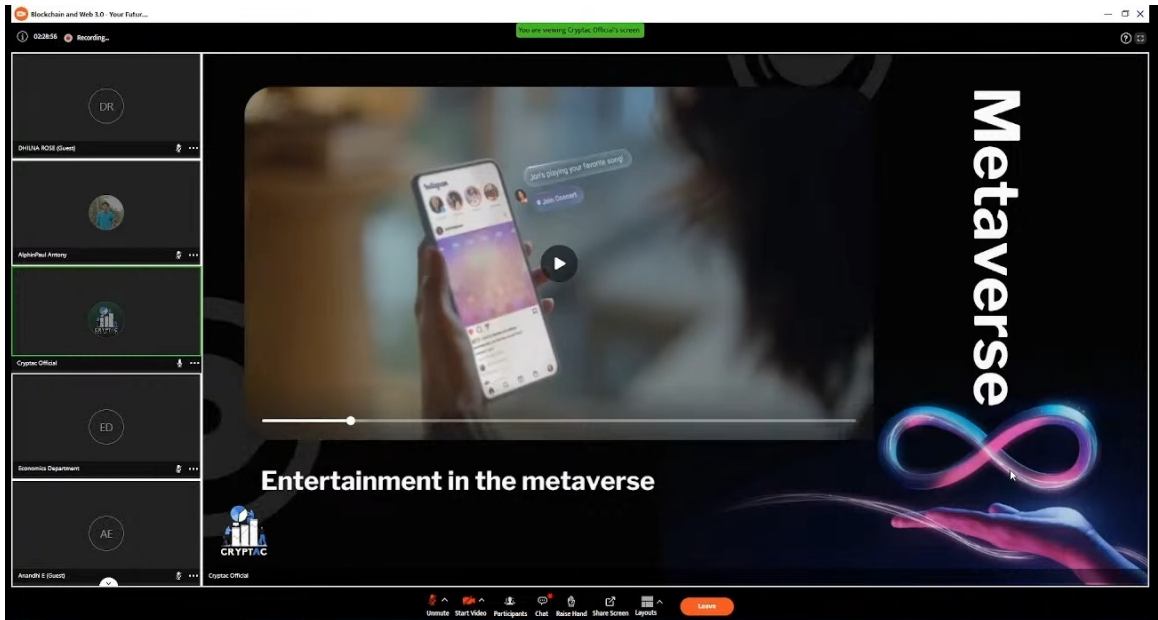 Blockchain and Web 3.0 - Your Futur...
02:28:56 Recording...
You are viewing Cryptac Official's screen
DR
DHILNA ROSE (Guest)
AlphinPaul Antony
CRYPTAC
Cryptac Official
ED
Economics Department
AE
Anandhi E (Guest)
Instagram
Jon's playing your favorite song!
Join Concert
Metaverse
Entertainment in the metaverse
CRYPTAC
Cryptac Official
Unmute Start Video Participants Chat Raise Hand Share Screen Layouts Leave